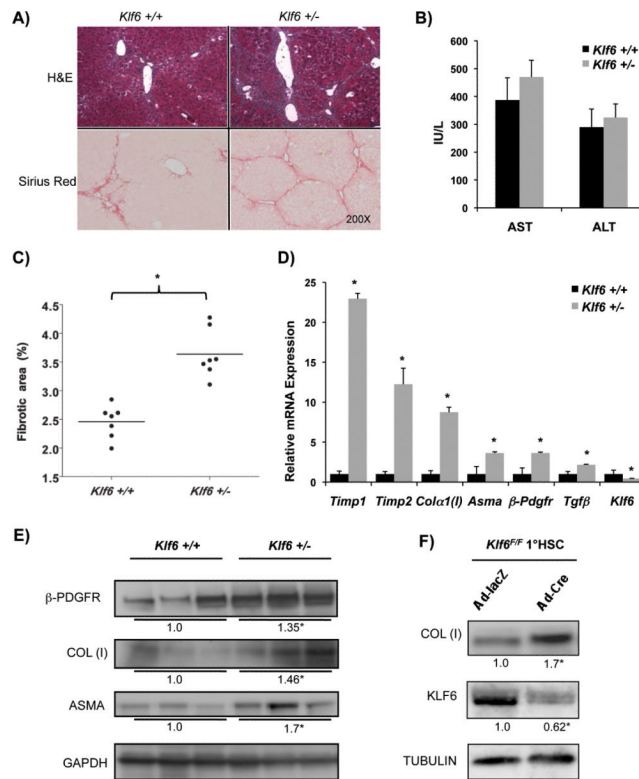 A)
Klf6 +/+
Klf6 +/-
H&E
Sirius Red
200X
B)
600
500
400
300
200
100
0
IU/L
AST
ALT
Klf6 +/+
Klf6 +/-
C)
*
4.5
4.0
3.5
3.0
2.5
2.0
1.5
Fibrotic area (%)
Klf6 +/+
Klf6 +/-
D)
25
20
15
10
5
0
Relative mRNA Expression
* * * * * * *
Klf6 +/+
Klf6 +/-
Timp1 Timp2 Colα1(I) Asma β-Pdgfr Tgfβ Klf6
E)
Klf6 +/+ Klf6 +/-
β-PDGFR
1.0 1.35*
COL (I)
1.0 1.46*
ASMA
1.0 1.7*
GAPDH
F)
Klf6F/F 1°HSC
Ad-lacZ Ad-Cre
COL (I)
1.0 1.7*
KLF6
1.0 0.62*
TUBULIN